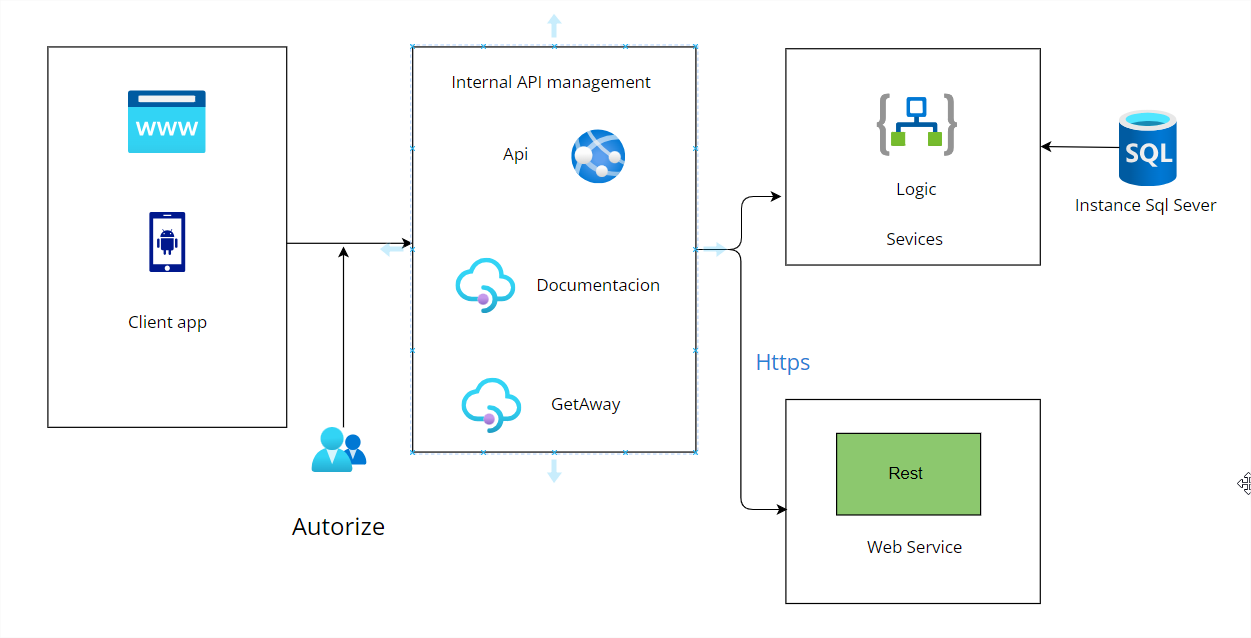 WWW
Client app
Autorize
Internal API management
Api
Documentacion
GetAway
Logic
Sevices
SQL
Instance Sql Sever
Https
Rest
Web Service